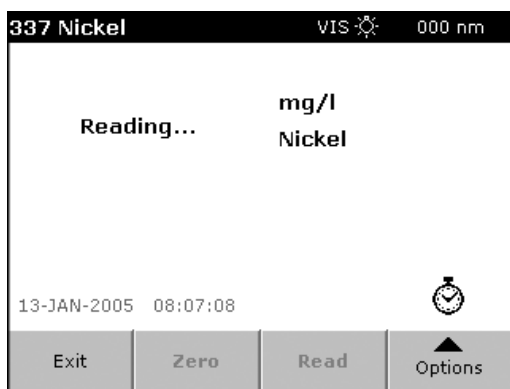 337 Nickel VIS 000 nm
Reading...
mg/l
Nickel
13-JAN-2005 08:07:08
Exit Zero Read Options